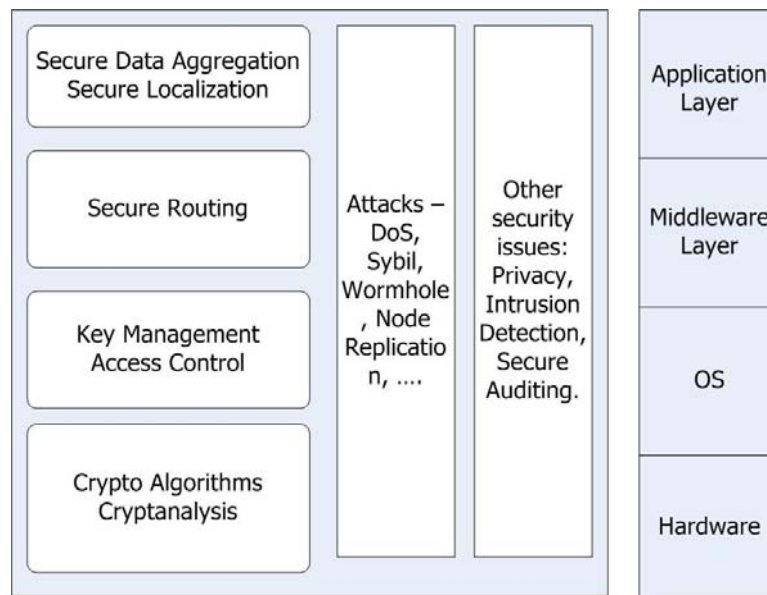 Secure Data Aggregation
Secure Localization
Secure Routing
Key Management
Access Control
Crypto Algorithms
Cryptanalysis
Attacks –
DoS,
Sybil,
Wormhole
, Node
Replicatio
n, ….
Other
security
issues:
Privacy,
Intrusion
Detection,
Secure
Auditing.
Application
Layer
Middleware
Layer
OS
Hardware